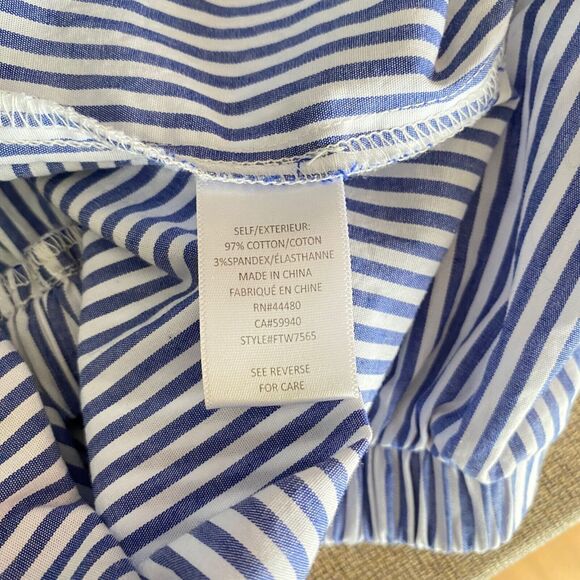 SELF/EXTERIEUR:
97% COTTON/COTON
3%SPANDEX/ÉLASTHANNE
MADE IN CHINA
FABRIQUÉ EN CHINE
RN#44480
CA#59940
STYLE#FTW7565
SEE REVERSE
FOR CARE